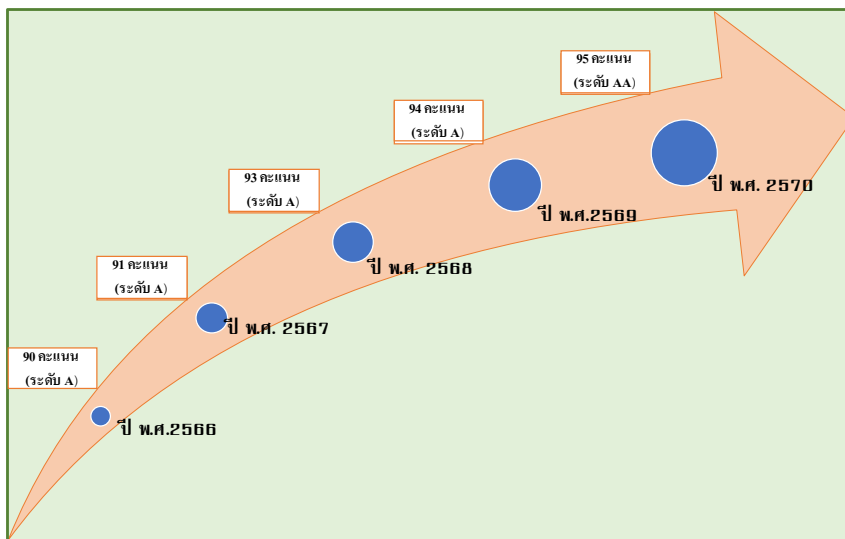 95 คะแนน
(ระดับ AA)
94 คะแนน
(ระดับ A)
93 คะแนน
(ระดับ A)
91 คะแนน
(ระดับ A)
90 คะแนน
(ระดับ A)
ปี พ.ศ. 2570
ปี พ.ศ.2569
ปี พ.ศ. 2568
ปี พ.ศ. 2567
ปี พ.ศ.2566